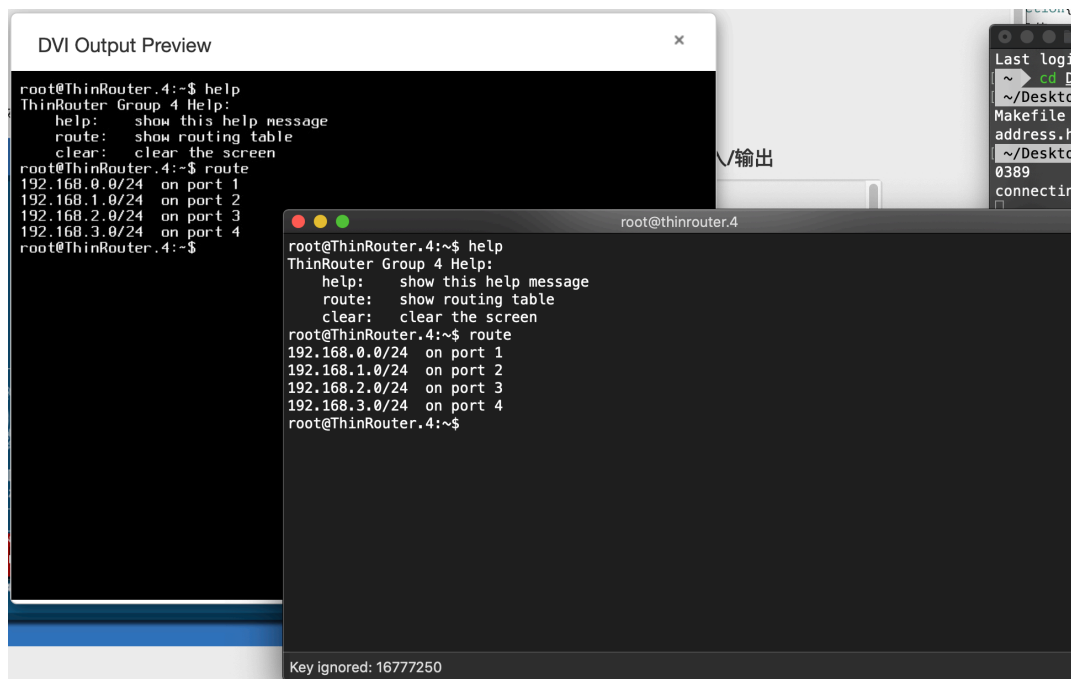 DVI Output Preview
×
root@ThinRouter.4:~$ help
ThinRouter Group 4 Help:
    help:    show this help message
    route:   show routing table
    clear:   clear the screen
root@ThinRouter.4:~$ route
192.168.0.0/24  on port 1
192.168.1.0/24  on port 2
192.168.2.0/24  on port 3
192.168.3.0/24  on port 4
root@ThinRouter.4:~$
/输出
root@thinrouter.4
root@ThinRouter.4:~$ help
ThinRouter Group 4 Help:
    help:    show this help message
    route:   show routing table
    clear:   clear the screen
root@ThinRouter.4:~$ route
192.168.0.0/24  on port 1
192.168.1.0/24  on port 2
192.168.2.0/24  on port 3
192.168.3.0/24  on port 4
root@ThinRouter.4:~$
Key ignored: 16777250
Last logi
~ cd D
~/Deskto
Makefile
address.h
~/Deskto
0389
connectin